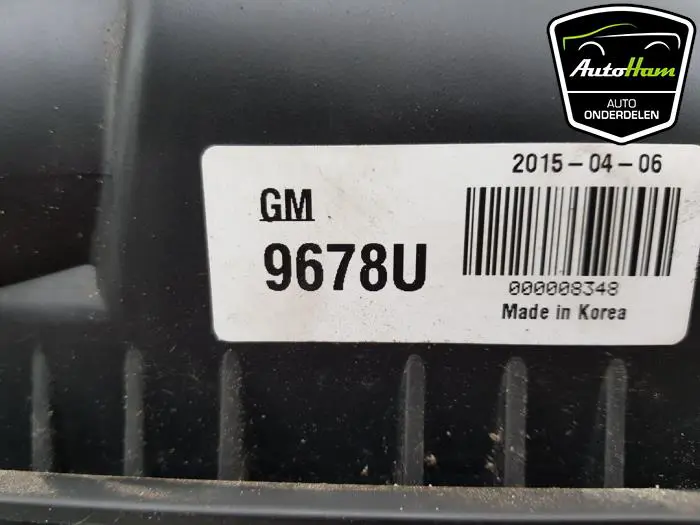 AutoHam
AUTO
ONDERDELEN
2015-04-06
GM
9678U
000008348
Made in Korea